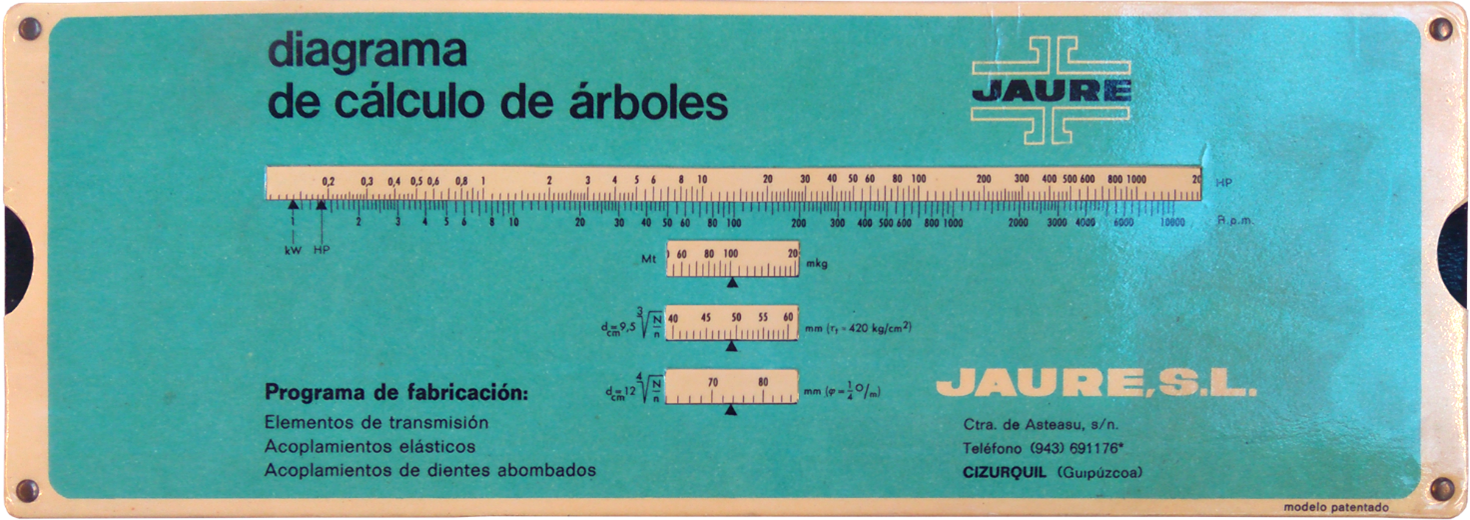 diagrama
de cálculo de árboles
JAURE
0,2 0,3 0,4 0,5 0,6 0,8 1 2 3 4 5 6 8 10 20 30 40 50 60 80 100 200 300 400 500 600 800 1000 20 HP
1 2 3 4 5 6 8 10 20 30 40 50 60 80 100 200 300 400 500 600 800 1000 2000 3000 4000 6000 10000 R.p.m.
kW HP
Mt 60 80 100 20 mkg
d cm = 9,5 ∛N/n 40 45 50 55 60 mm (rₜ = 420 kg/cm²)
d cm = 12 ∜N/n 70 80 mm (φ = 1/4 °/m)
Programa de fabricación:
Elementos de transmisión
Acoplamientos elásticos
Acoplamientos de dientes abombados
JAURE, S.L.
Ctra. de Asteasu, s/n.
Teléfono (943) 691176*
CIZURQUIL (Guipúzcoa)
modelo patentado